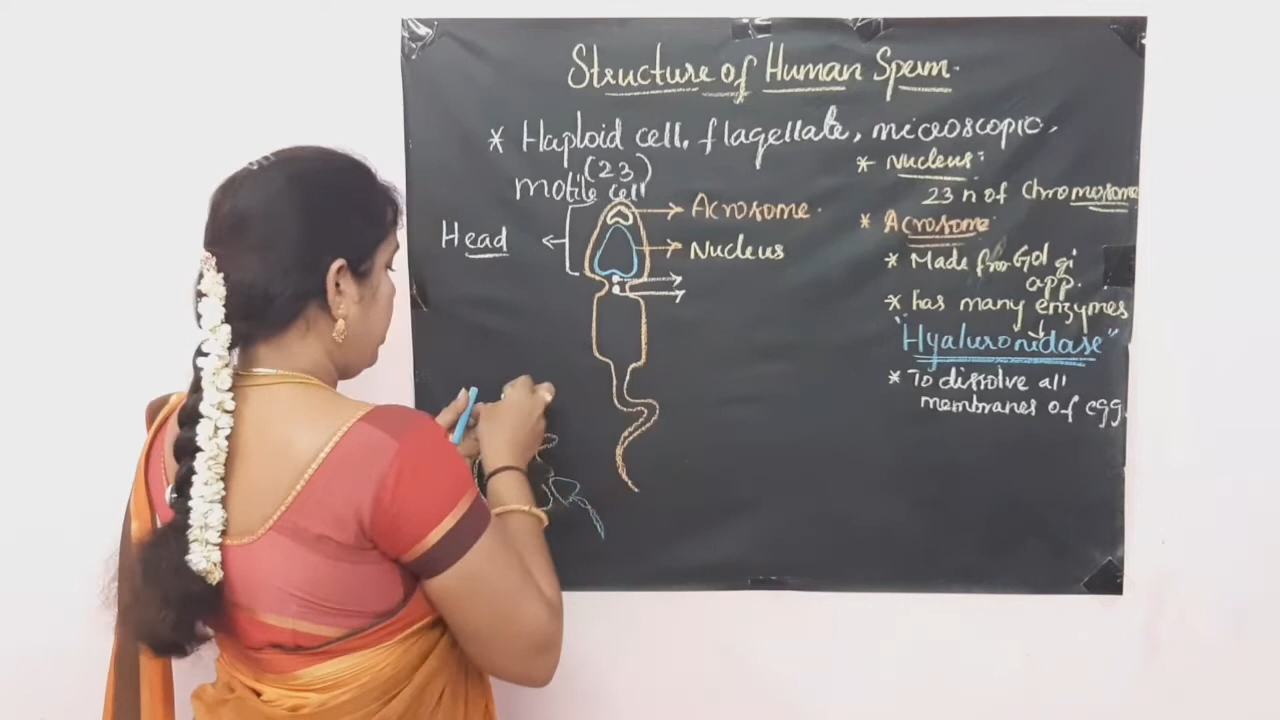 Structure of Human Sperm.
* Haploid cell, flagellate, microscopic,
(23)
motile cell
Head
Acrosome.
Nucleus
* Nucleus:
23 n of chromosome
* Acrosome
* Made from Golgi
app.
* has many enzymes
"Hyaluronidase"
* To dissolve all
membranes of egg.